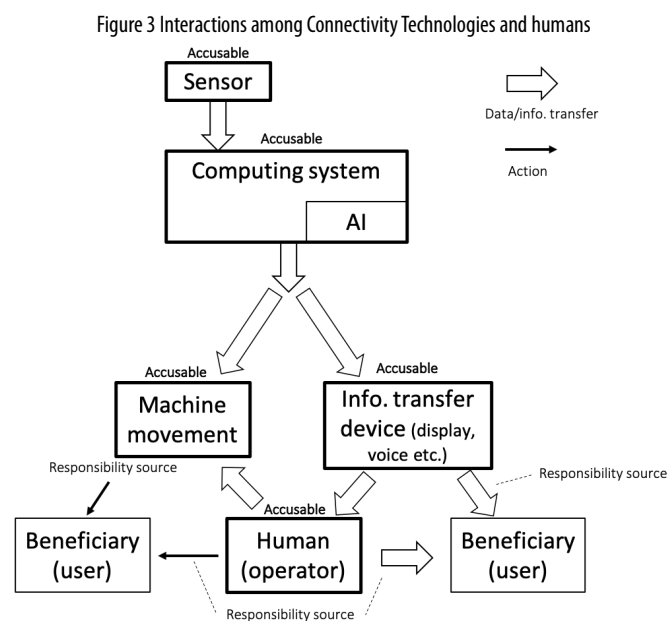 Figure 3 Interactions among Connectivity Technologies and humans
Accusable
Sensor
Data/info. transfer
Action
Accusable
Computing system
AI
Accusable
Machine
movement
Accusable
Info. transfer
device (display,
voice etc.)
Responsibility source
Responsibility source
Accusable
Beneficiary
(user)
Human
(operator)
Beneficiary
(user)
Responsibility source